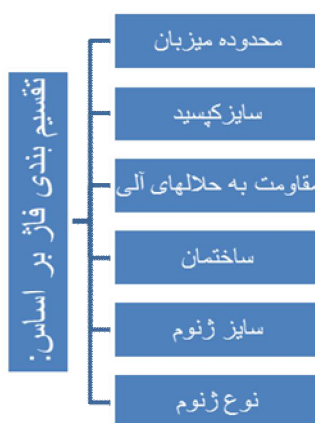 تقسیم بندی فاژ بر اساس:
محدوده میزبان
سایزکپسید
مقاومت به حلالهای آلی
ساختمان
سایز ژنوم
نوع ژنوم